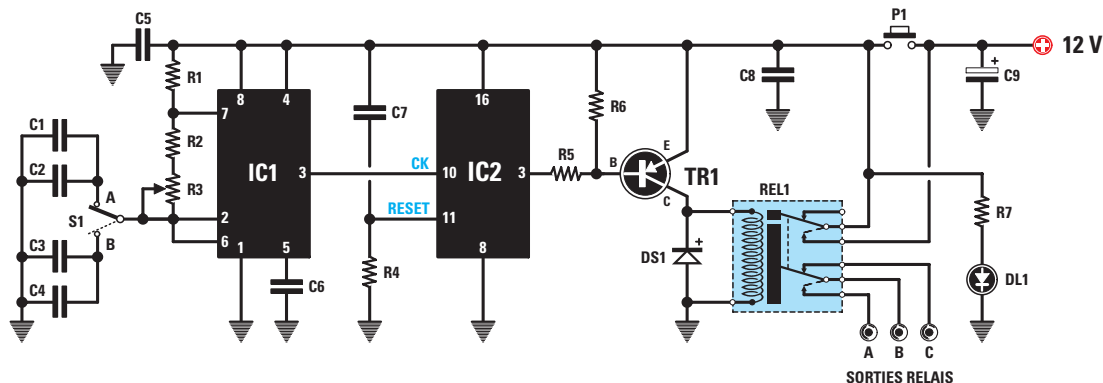 C5
P1
12 V
R1
C8
C9
8
4
16
7
C7
R6
C1
R2
C2
IC1
3
CK
10
IC2
3
R5
B
E
TR1
C
A
R3
REL1
S1
2
RESET
11
R7
B
6
C3
1
5
8
DS1
C4
C6
R4
DL1
A
B
C
SORTIES RELAIS